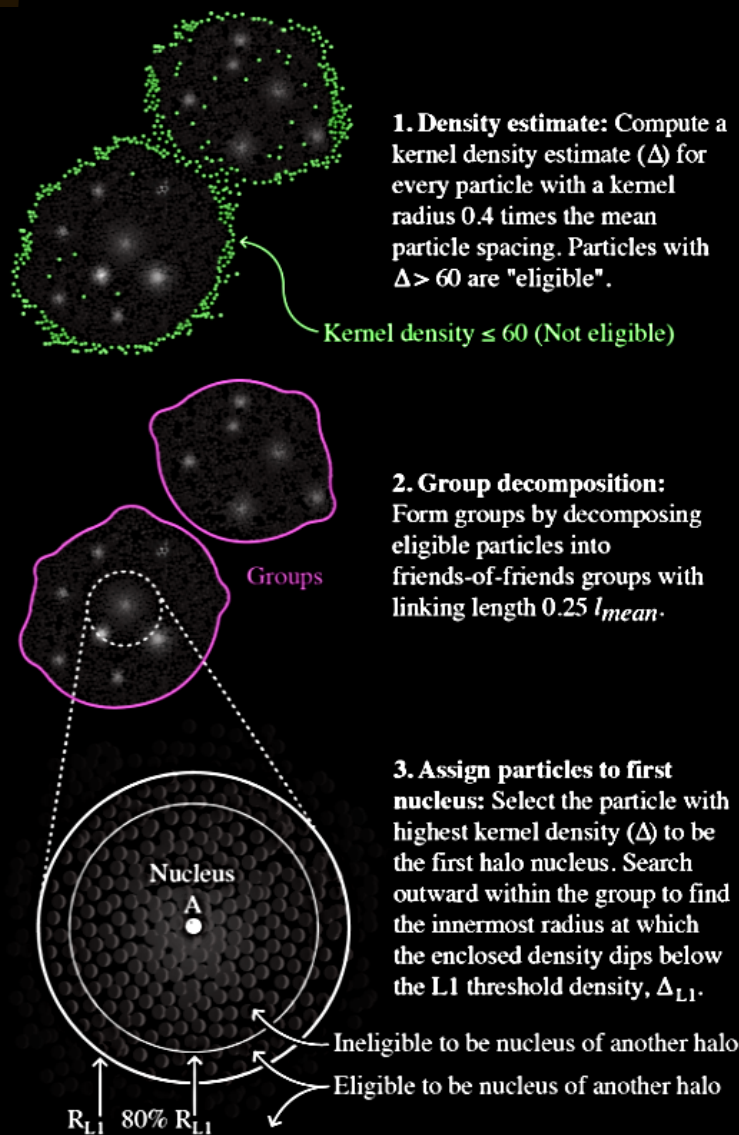 1. Density estimate: Compute a
kernel density estimate (Δ) for
every particle with a kernel
radius 0.4 times the mean
particle spacing. Particles with
Δ> 60 are "eligible".
Kernel density ≤ 60 (Not eligible)
2. Group decomposition:
Form groups by decomposing
eligible particles into
friends-of-friends groups with
linking length 0.25 lmean.
Groups
3. Assign particles to first
nucleus: Select the particle with
highest kernel density (Δ) to be
the first halo nucleus. Search
outward within the group to find
the innermost radius at which
the enclosed density dips below
the L1 threshold density, ΔL1.
Nucleus
A
Ineligible to be nucleus of another halo
Eligible to be nucleus of another halo
RL1 80% RL1